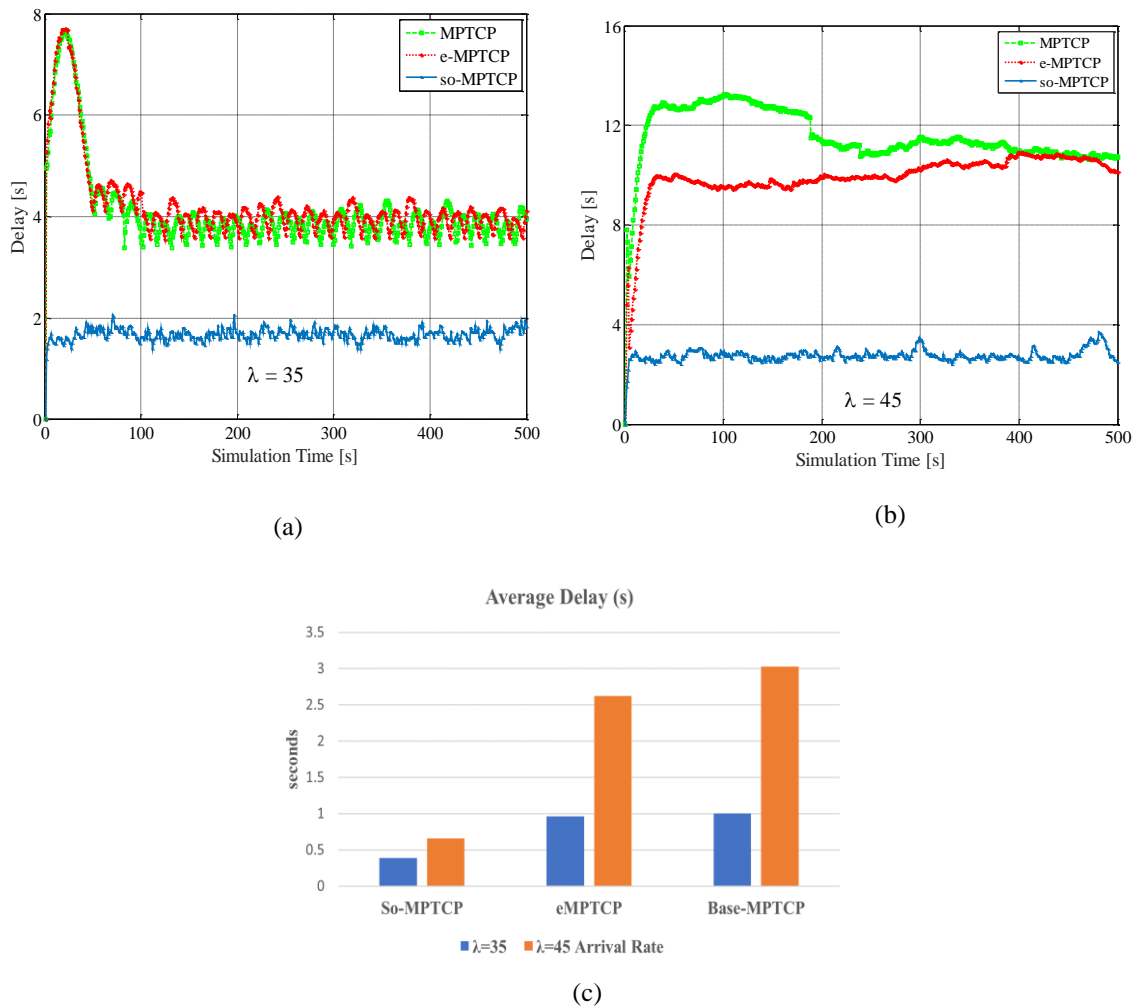 8
6
4
2
0
Delay [s]
MPTCP
e-MPTCP
so-MPTCP
λ = 35
0 100 200 300 400 500
Simulation Time [s]
(a)
16
12
8
4
0
Delay [s]
MPTCP
e-MPTCP
so-MPTCP
λ = 45
0 100 200 300 400 500
Simulation Time [s]
(b)
Average Delay (s)
3.5
3
2.5
2
1.5
1
0.5
0
seconds
So-MPTCP eMPTCP Base-MPTCP
λ=35 λ=45 Arrival Rate
(c)